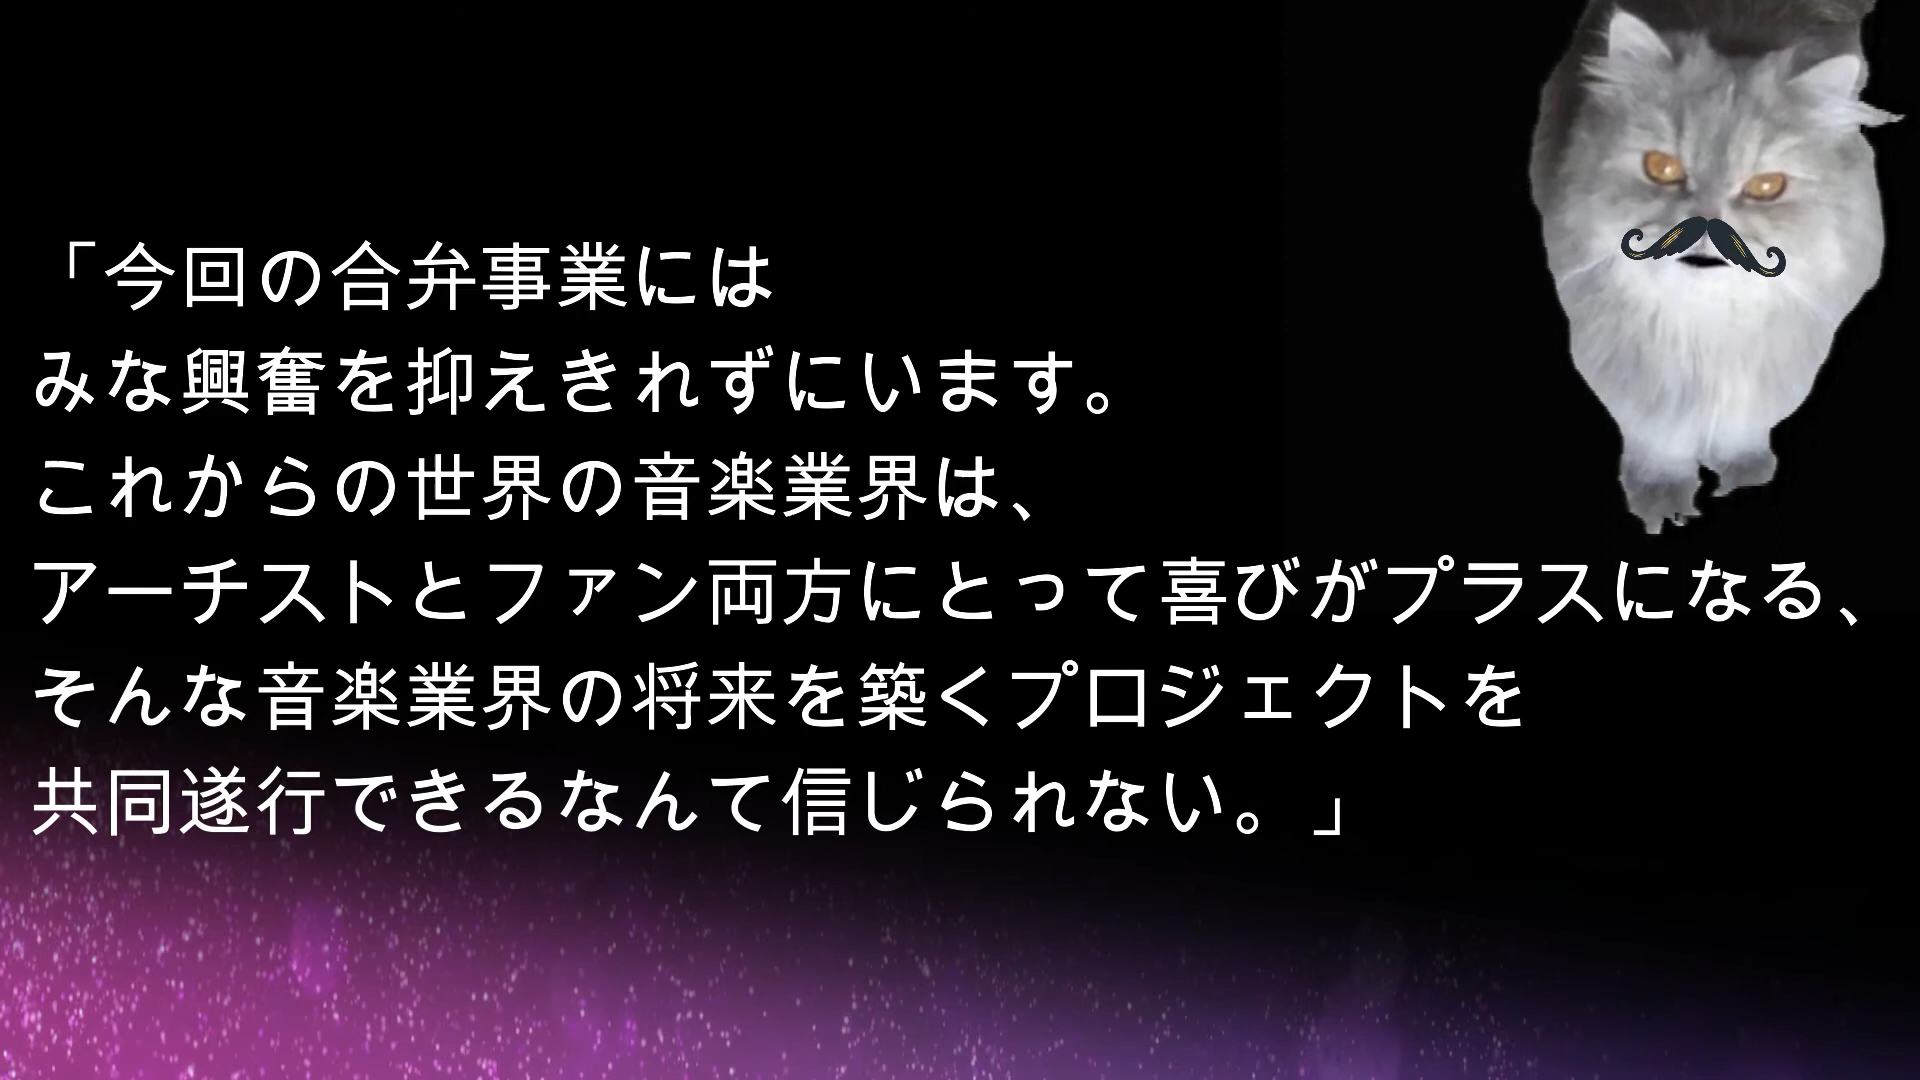 「今回の合弁事業には
みな興奮を抑えきれずにいます。
これからの世界の音楽業界は、
アーチストとファン両方にとって喜びがプラスになる、
そんな音楽業界の将来を築くプロジェクトを
共同遂行できるなんて信じられない。」